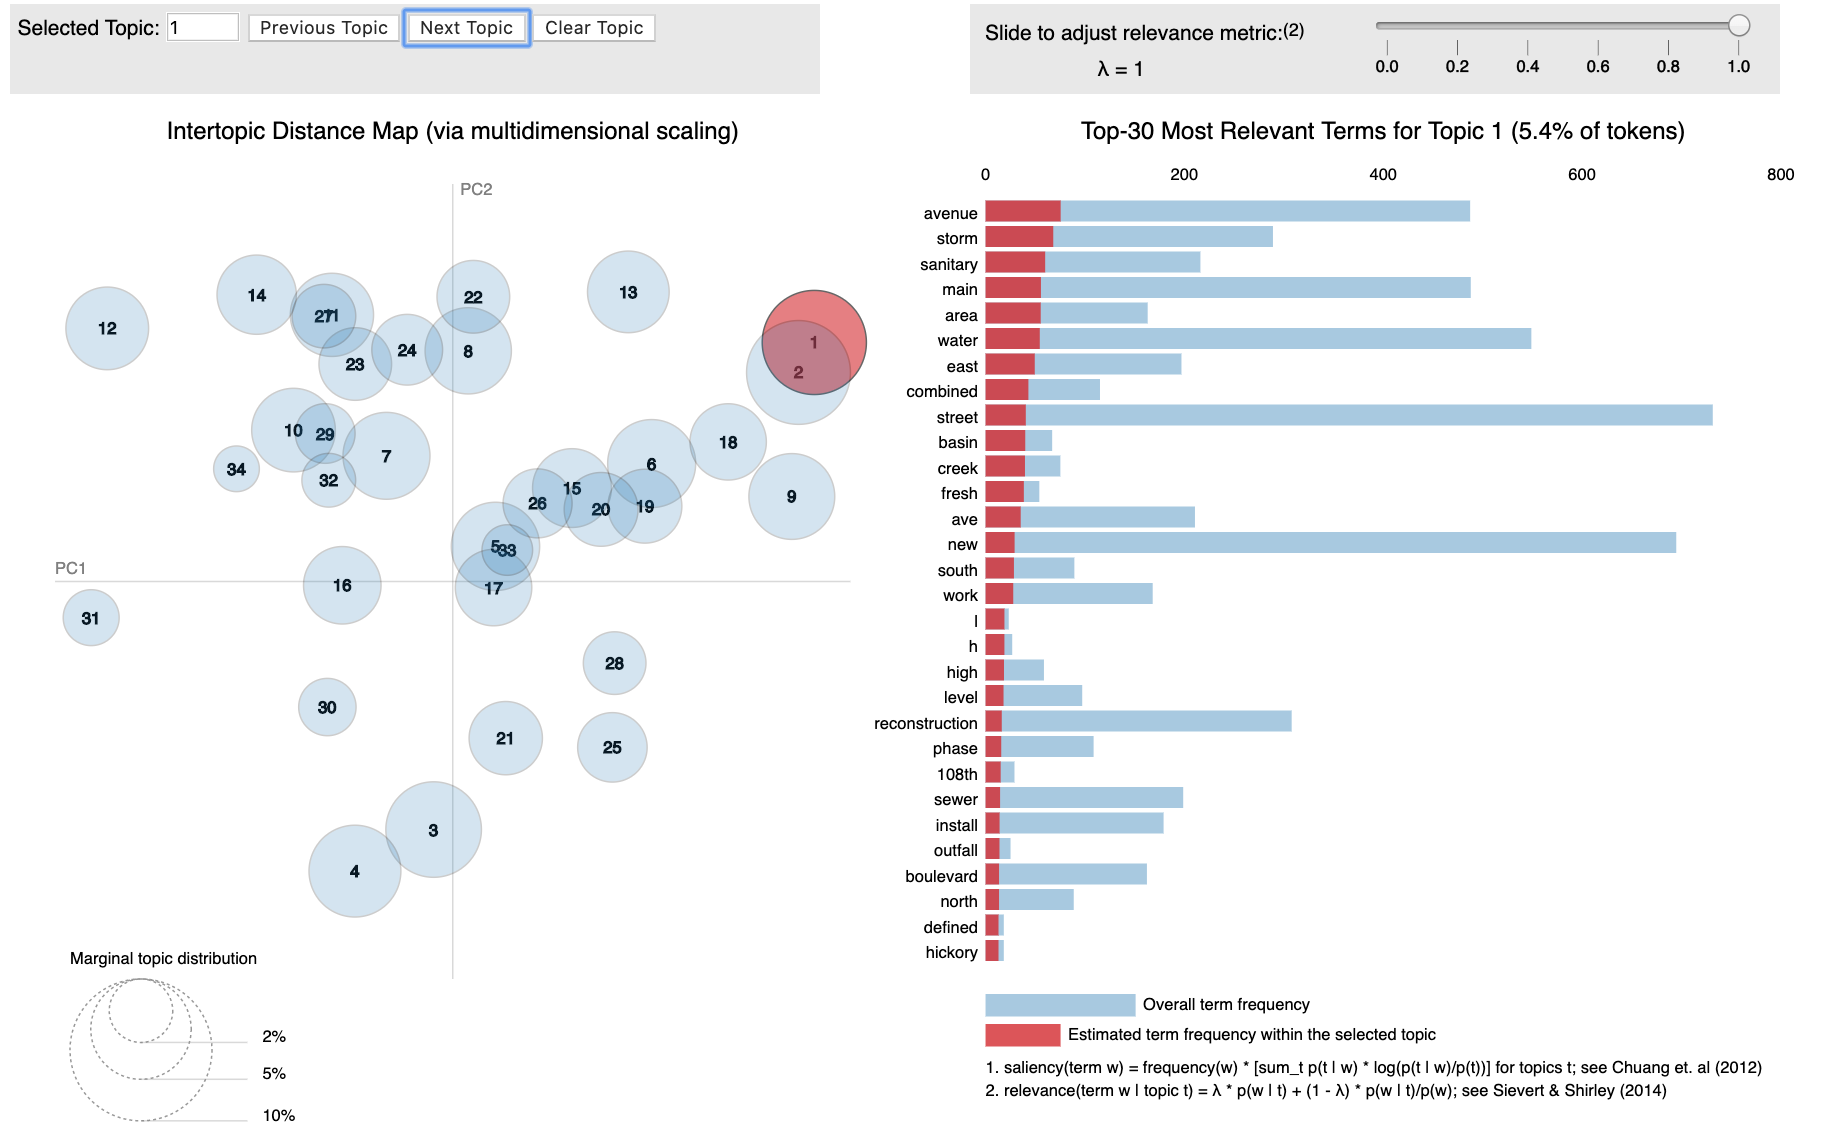 Selected Topic: 1 Previous Topic Next Topic Clear Topic
Slide to adjust relevance metric:(2)
λ = 1
0.0 0.2 0.4 0.6 0.8 1.0
Intertopic Distance Map (via multidimensional scaling)
PC2
PC1
12
14
27
23
24
22
8
13
1
2
10
29
34
32
7
18
6
15
26
20
19
9
5
33
17
16
31
28
30
21
25
3
4
Marginal topic distribution
2%
5%
10%
Top-30 Most Relevant Terms for Topic 1 (5.4% of tokens)
0 200 400 600 800
avenue
storm
sanitary
main
area
water
east
combined
street
basin
creek
fresh
ave
new
south
work
l
h
high
level
reconstruction
phase
108th
sewer
install
outfall
boulevard
north
defined
hickory
Overall term frequency
Estimated term frequency within the selected topic
1. saliency(term w) = frequency(w) * [sum_t p(t | w) * log(p(t | w)/p(t))] for topics t; see Chuang et. al (2012)
2. relevance(term w | topic t) = λ * p(w | t) + (1 - λ) * p(w | t)/p(w); see Sievert & Shirley (2014)